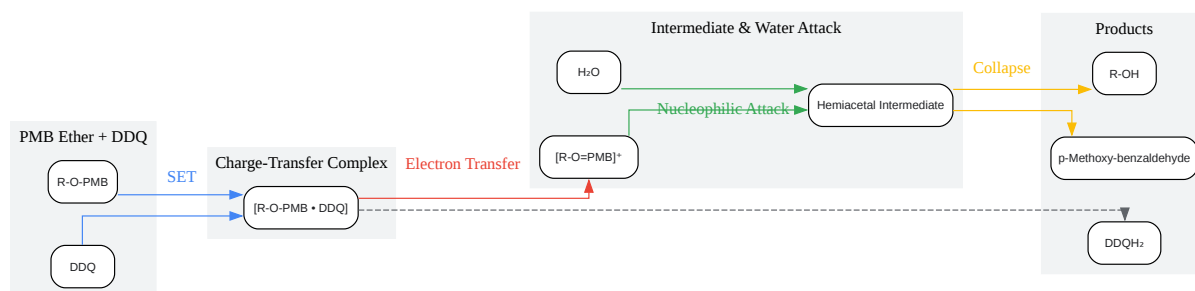 PMB Ether + DDQ
R-O-PMB
DDQ
SET
Charge-Transfer Complex
[R-O-PMB • DDQ]
Electron Transfer
Intermediate & Water Attack
H₂O
[R-O=PMB]⁺
Nucleophilic Attack
Hemiacetal Intermediate
Collapse
Products
R-OH
p-Methoxy-benzaldehyde
DDQH₂